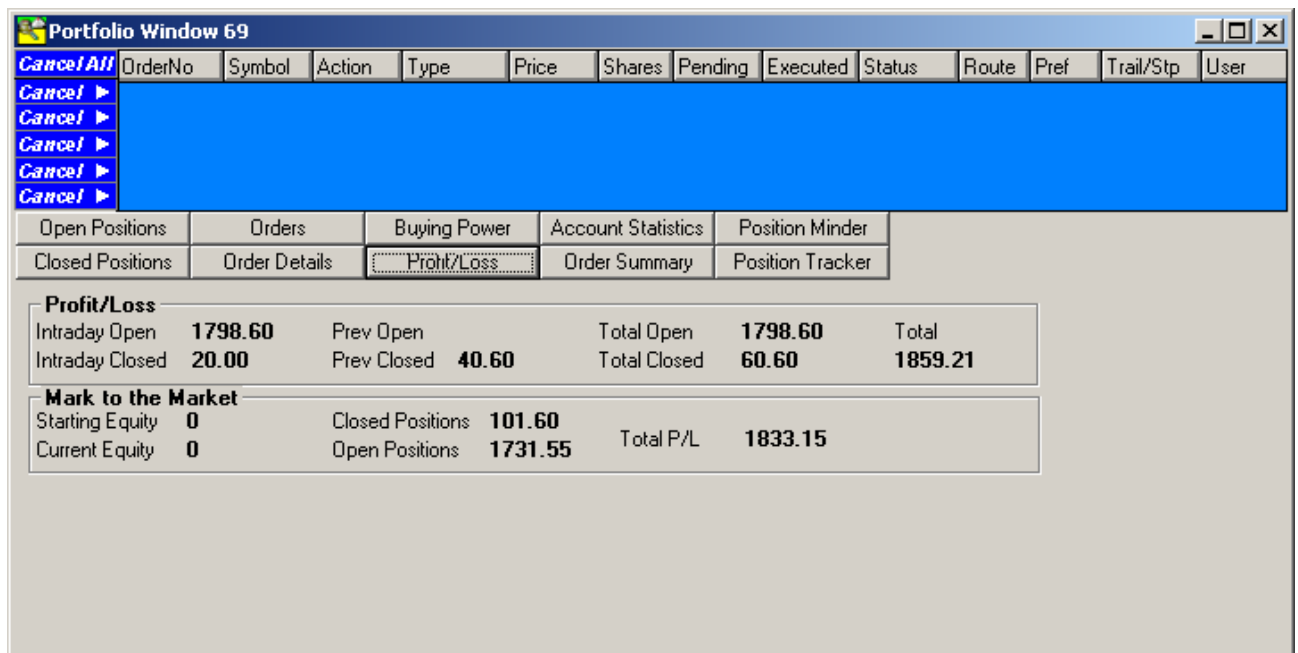 Portfolio Window 69
Cancel All OrderNo Symbol Action Type Price Shares Pending Executed Status Route Pref Trail/Stp User
Cancel ▶
Cancel ▶
Cancel ▶
Cancel ▶
Cancel ▶
Open Positions Orders Buying Power Account Statistics Position Minder
Closed Positions Order Details Profit/Loss Order Summary Position Tracker
Profit/Loss
Intraday Open 1798.60 Prev Open Total Open 1798.60 Total
Intraday Closed 20.00 Prev Closed 40.60 Total Closed 60.60 1859.21
Mark to the Market
Starting Equity 0 Closed Positions 101.60
Total P/L 1833.15
Current Equity 0 Open Positions 1731.55